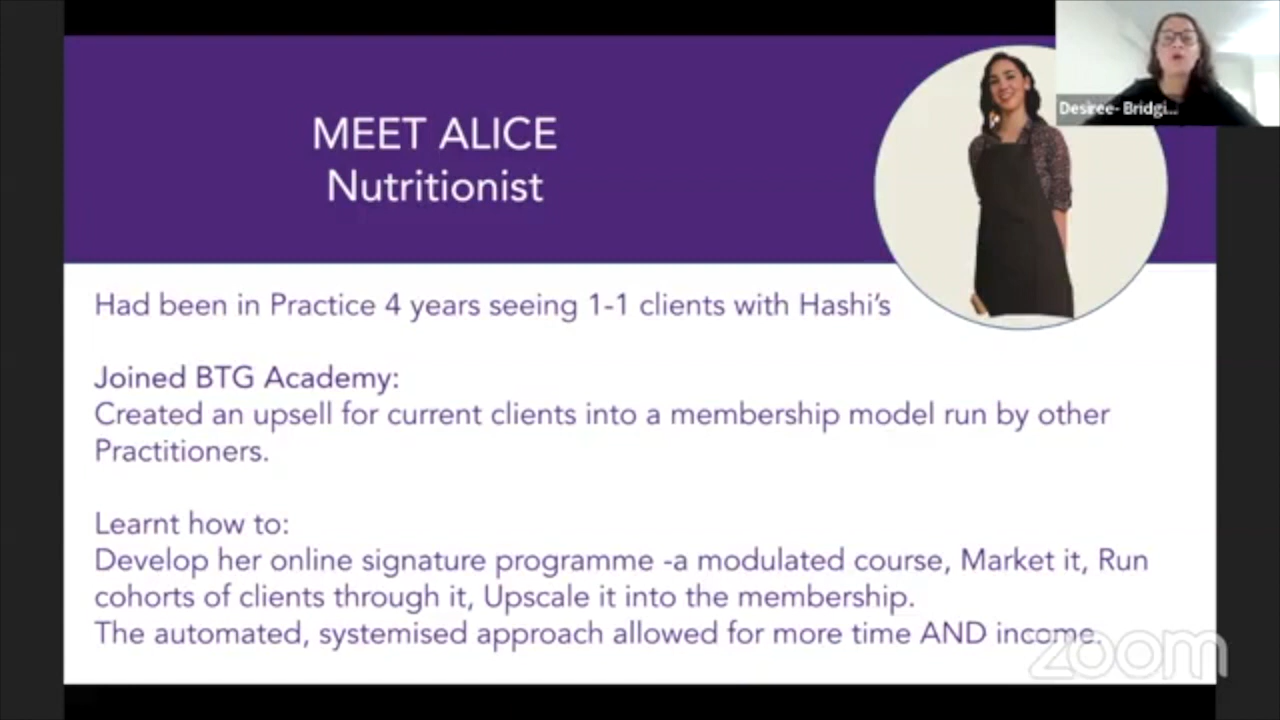 MEET ALICE
Nutritionist
Desiree- Bridgi...
Had been in Practice 4 years seeing 1-1 clients with Hashi's
Joined BTG Academy:
Created an upsell for current clients into a membership model run by other
Practitioners.
Learnt how to:
Develop her online signature programme -a modulated course, Market it, Run
cohorts of clients through it, Upscale it into the membership.
The automated, systemised approach allowed for more time AND income.
zoom